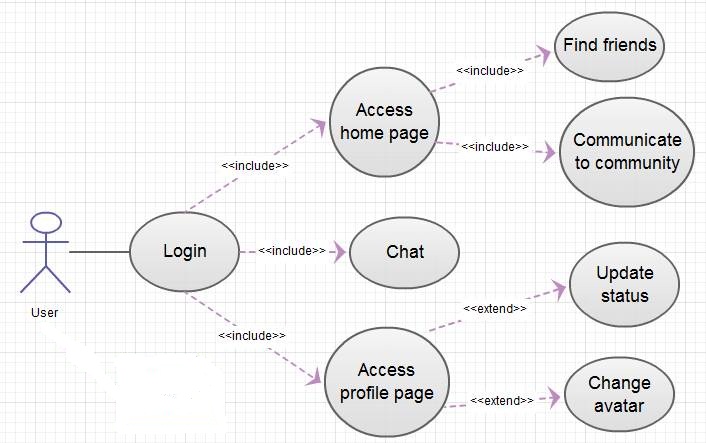 Find friends
<<include>>
Access
home page
Communicate
to community
<<include>>
<<include>>
Login
<<include>>
Chat
User
Update
status
<<extend>>
<<include>>
Access
profile page
Change
avatar
<<extend>>